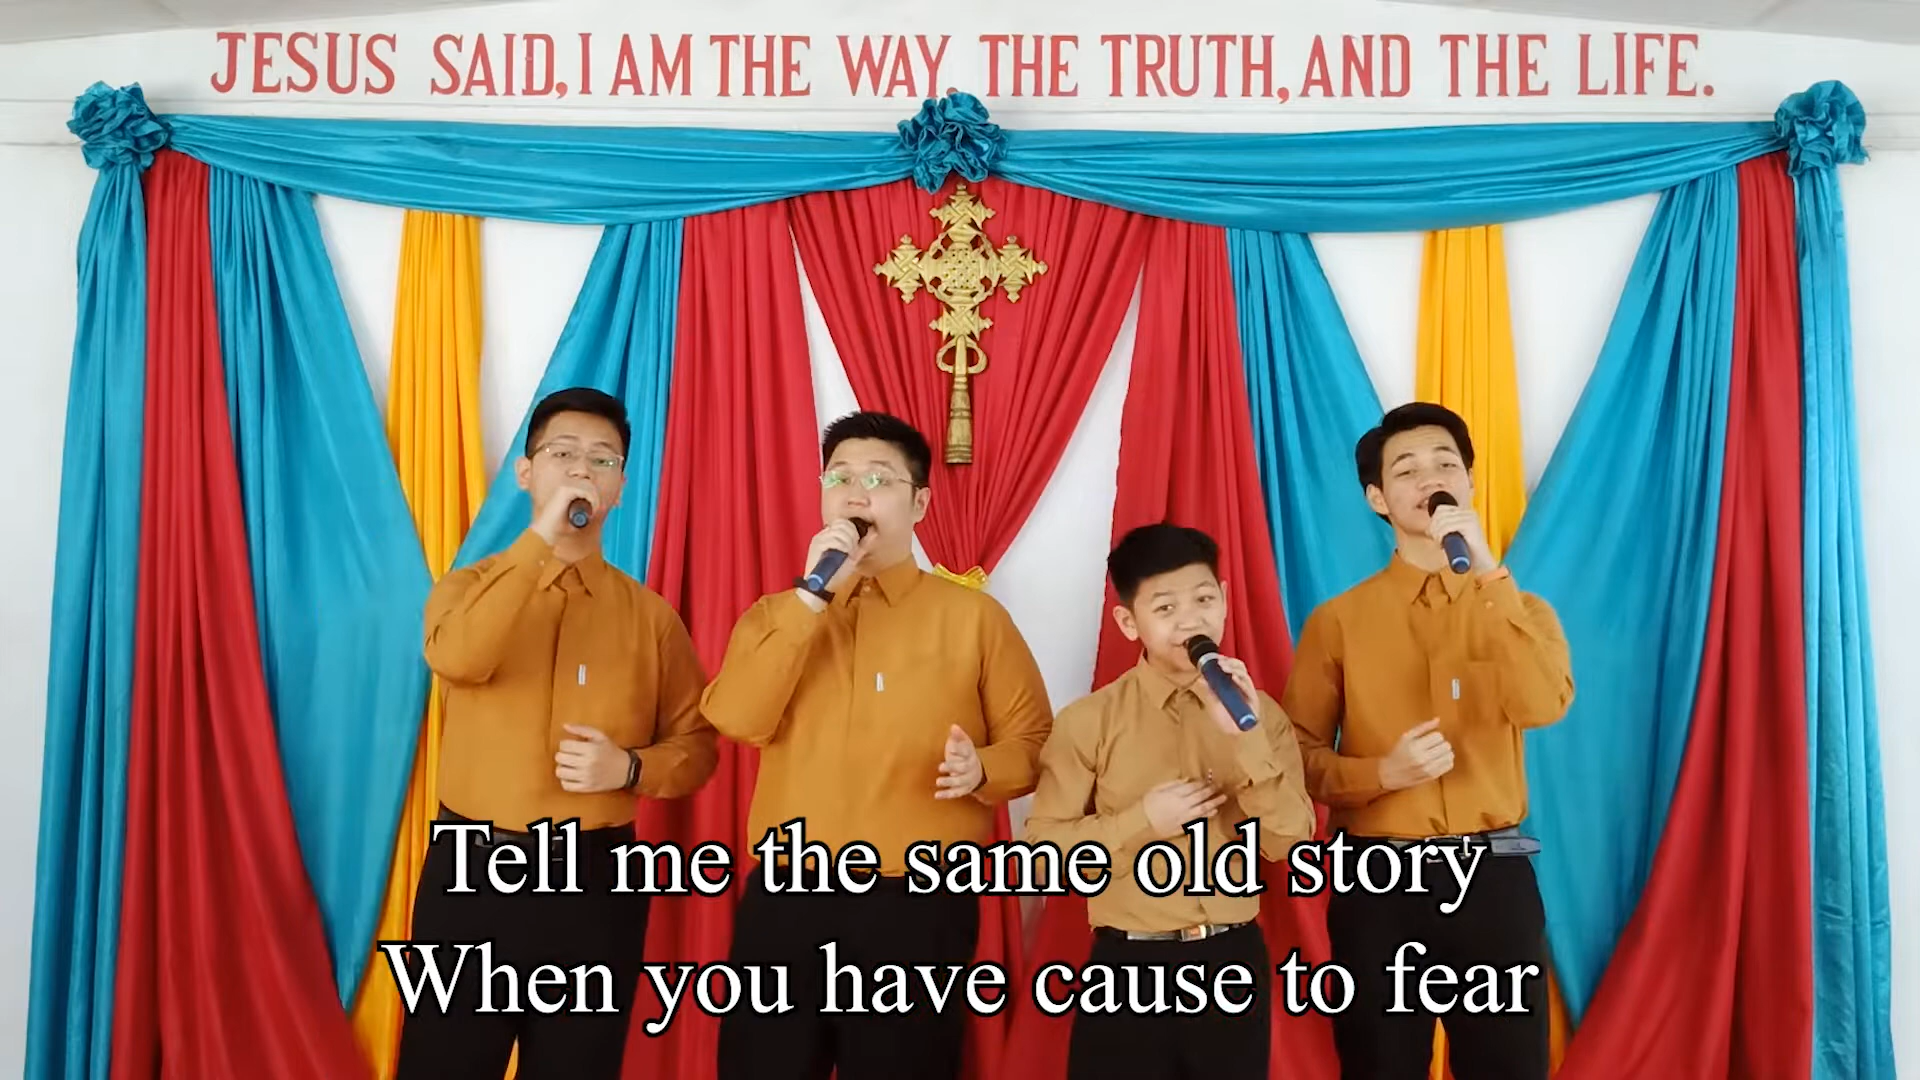 JESUS SAID, I AM THE WAY, THE TRUTH, AND THE LIFE.
Tell me the same old story
When you have cause to fear